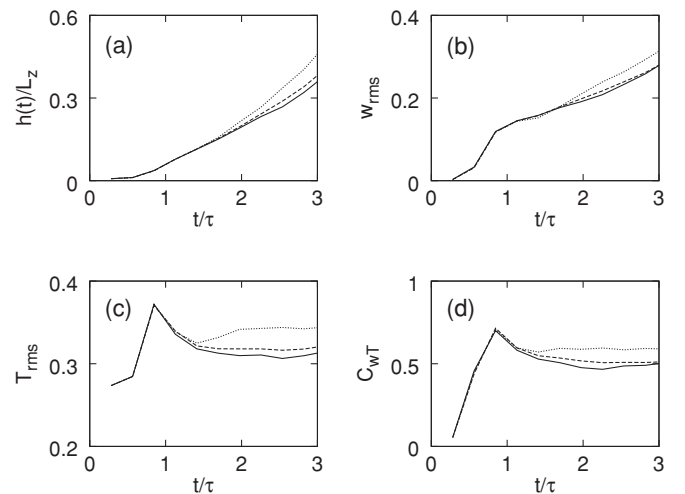 0.6
(a)
h(t)/L_z
0.3
0
0 1 2 3
t/τ
0.4
(b)
w_rms
0.2
0
0 1 2 3
t/τ
0.4
(c)
T_rms
0.3
0.2
0 1 2 3
t/τ
1
(d)
C_wT
0.5
0
0 1 2 3
t/τ